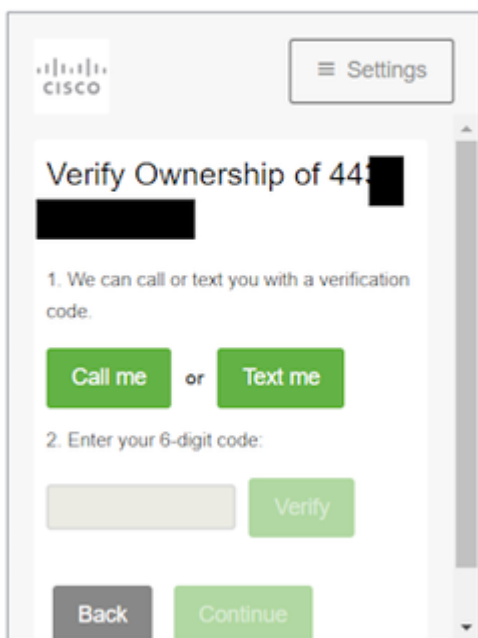 CISCO
≡ Settings
Verify Ownership of 443
1. We can call or text you with a verification
code.
Call me or Text me
2. Enter your 6-digit code:
Verify
Back Continue